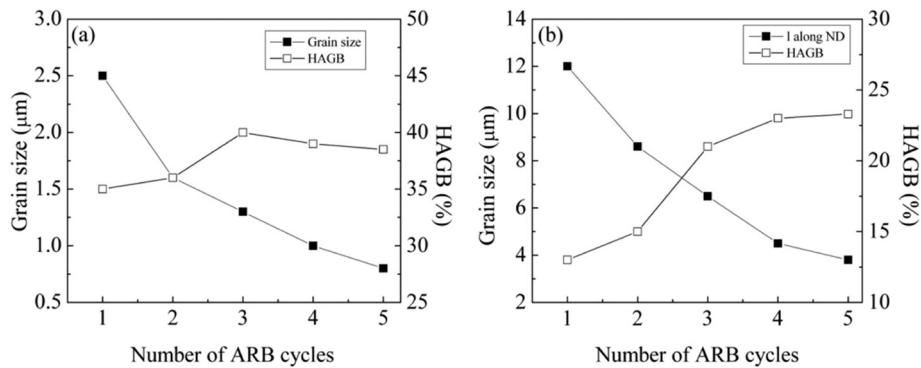 (a)
Grain size
HAGB
3.0
2.5
2.0
1.5
1.0
0.5
Grain size (μm)
50
45
40
35
30
25
HAGB (%)
1 2 3 4 5
Number of ARB cycles
(b)
l along ND
HAGB
14
12
10
8
6
4
2
Grain size (μm)
30
25
20
15
10
HAGB (%)
1 2 3 4 5
Number of ARB cycles